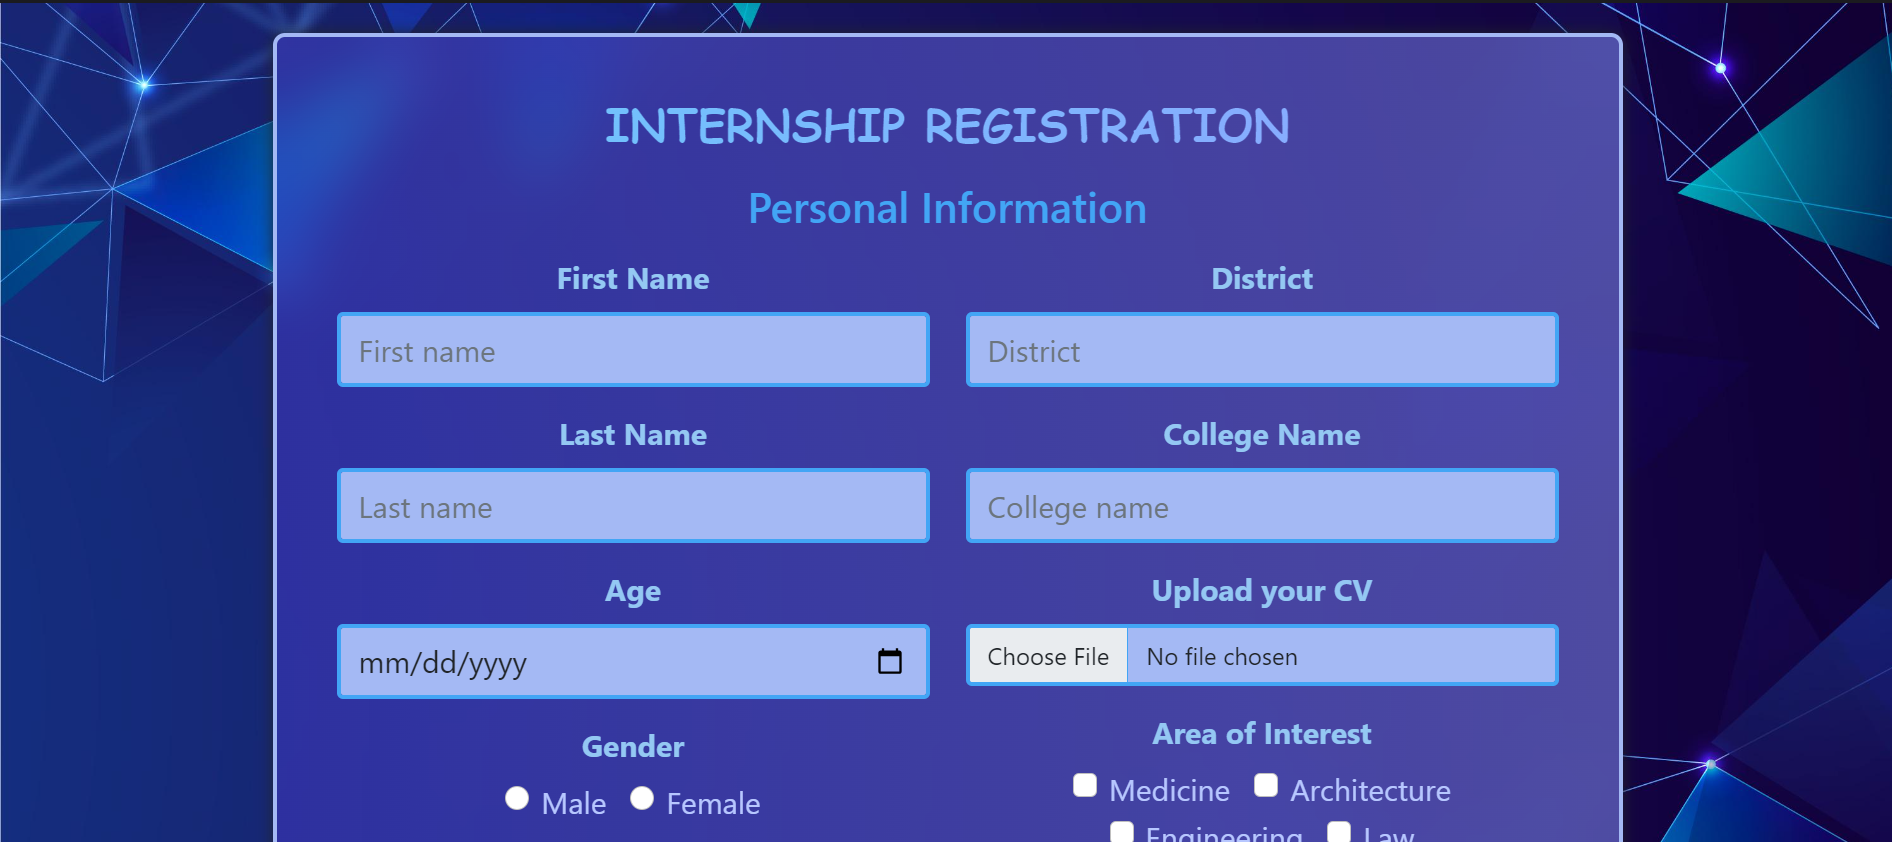 INTERNSHIP REGISTRATION
Personal Information
First Name
First name
Last Name
Last name
Age
mm/dd/yyyy
Gender
Male Female
District
District
College Name
College name
Upload your CV
Choose File No file chosen
Area of Interest
Medicine Architecture
Engineering Law